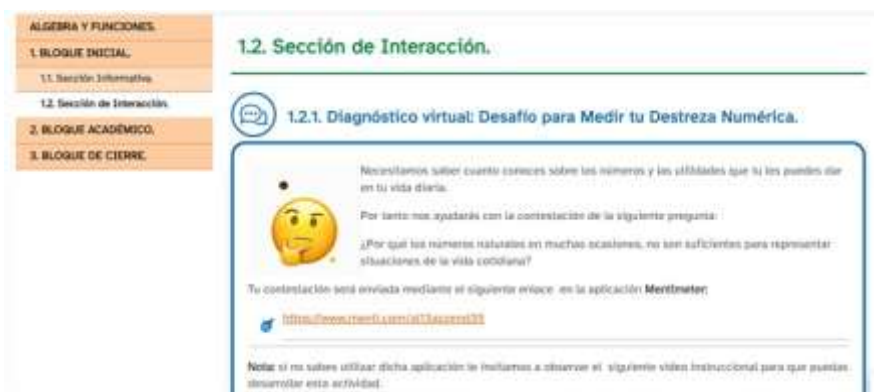 ALGEBRA Y FUNCIONES.
1. BLOQUE INICIAL.
1.1. Sección Informativa.
1.2. Sección de Interacción.
2. BLOQUE ACADÉMICO.
3. BLOQUE DE CIERRE.
1.2. Sección de Interacción.
1.2.1. Diagnóstico virtual: Desafío para Medir tu Destreza Numérica.
Necesitamos saber cuanto conoces sobre los números y las utilidades que tu les puedes dar
en tu vida diaria.
Por tanto nos ayudarás con la contestación de la siguiente pregunta:
¿Por qué los números naturales en muchas ocasiones, no son suficientes para representar
situaciones de la vida cotidiana?
Tu contestación será enviada mediante el siguiente enlace en la aplicación Mentimeter:
Nota: si no sabes utilizar dicha aplicación te invitamos a observar el siguiente video instruccional para que puedas
desarrollar esta actividad.